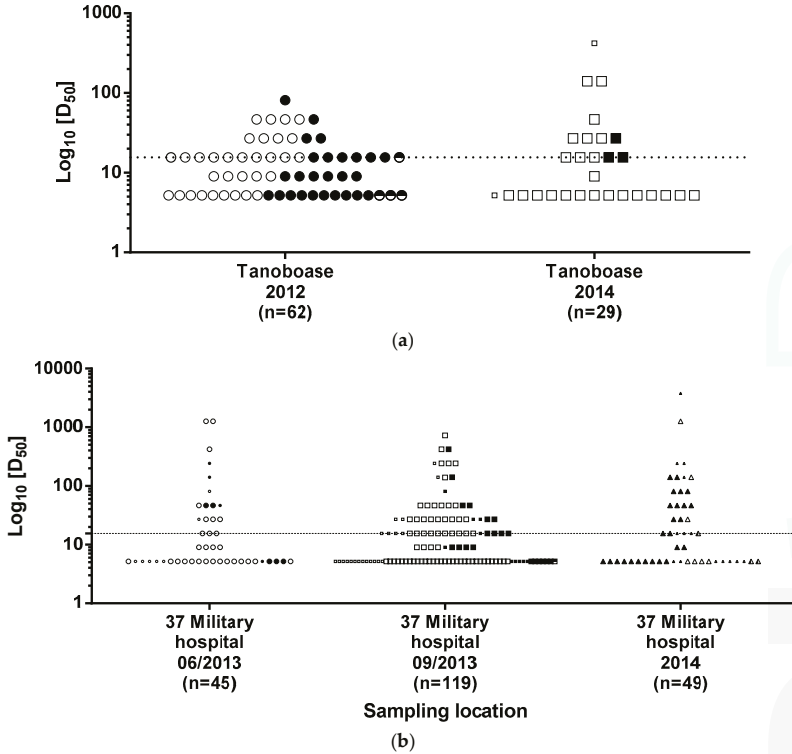 1000
100
10
1
Log10 [D50]
Tanoboase
2012
(n=62)
Tanoboase
2014
(n=29)
(a)
10000
1000
100
10
1
Log10 [D50]
37 Military
hospital
06/2013
(n=45)
37 Military
hospital
09/2013
(n=119)
37 Military
hospital
2014
(n=49)
Sampling location
(b)